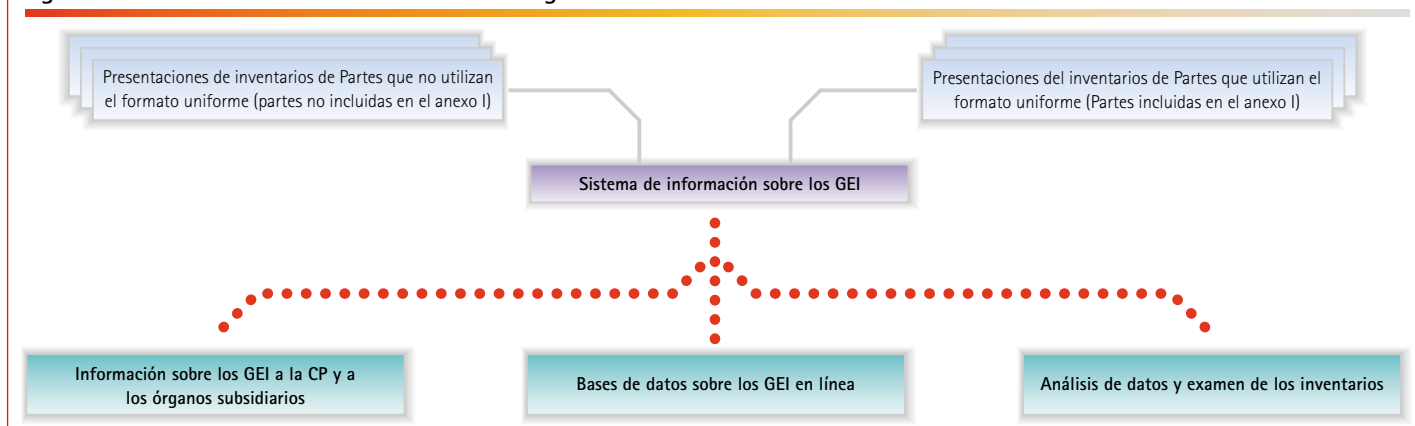 Presentaciones de inventarios de Partes que no utilizan
el formato uniforme (partes no incluidas en el anexo I)
Presentaciones del inventarios de Partes que utilizan el
formato uniforme (Partes incluidas en el anexo I)
Sistema de información sobre los GEI
Información sobre los GEI a la CP y a
los órganos subsidiarios
Bases de datos sobre los GEI en línea
Análisis de datos y examen de los inventarios